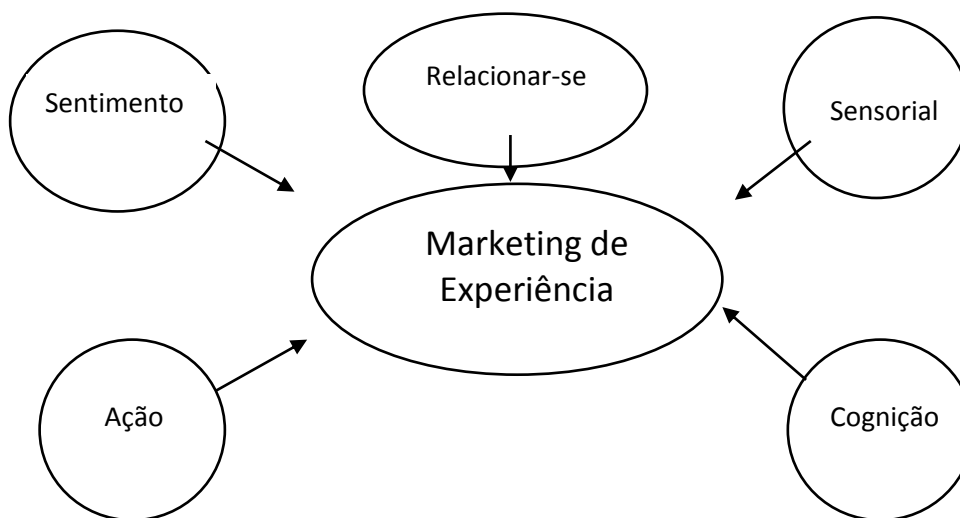 Sentimento
Relacionar-se
Sensorial
Marketing de
Experiência
Ação
Cognição